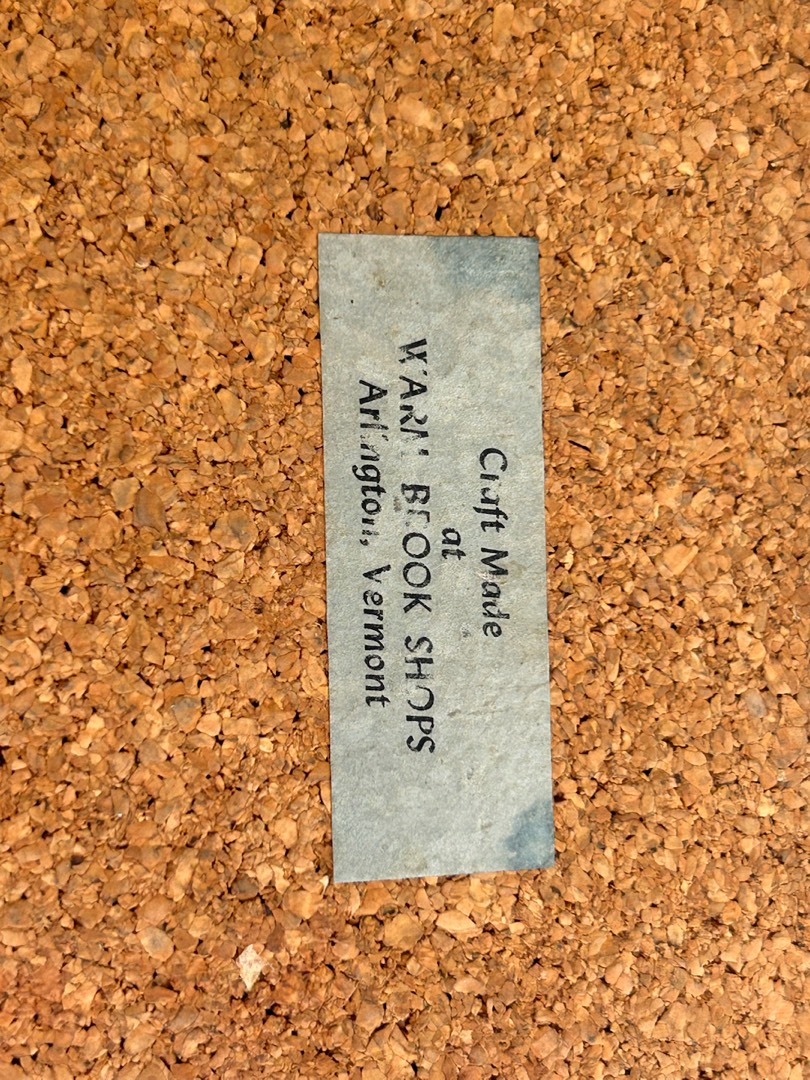 Craft Made
at
WARM BROOK SHOPS
Arlington, Vermont